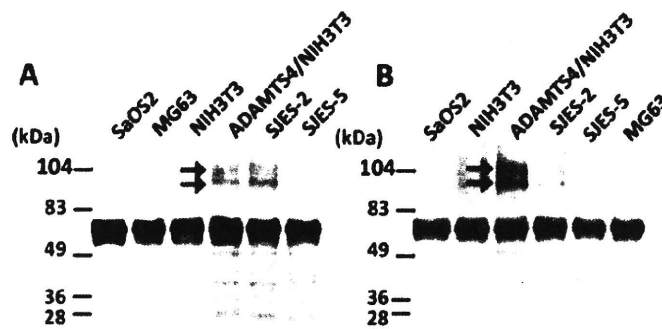 A
SaOS2
MG63
NIH3T3
ADAMTS4/NIH3T3
SJES-2
SJES-5
(kDa)
104
83
49
36
28
B
SaOS2
NIH3T3
ADAMTS4/NIH3T3
SJES-2
SJES-5
MG63
(kDa)
104
83
49
36
28